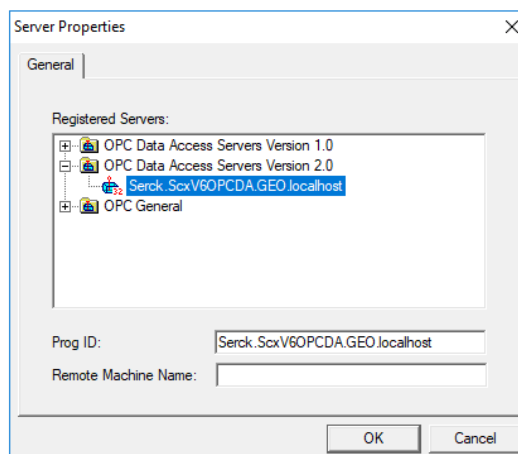 Server Properties
General
Registered Servers:
OPC Data Access Servers Version 1.0
OPC Data Access Servers Version 2.0
32 Serck.ScxV6OPCDA.GEO.localhost
OPC General
Prog ID: Serck.ScxV6OPCDA.GEO.localhost
Remote Machine Name:
OK Cancel